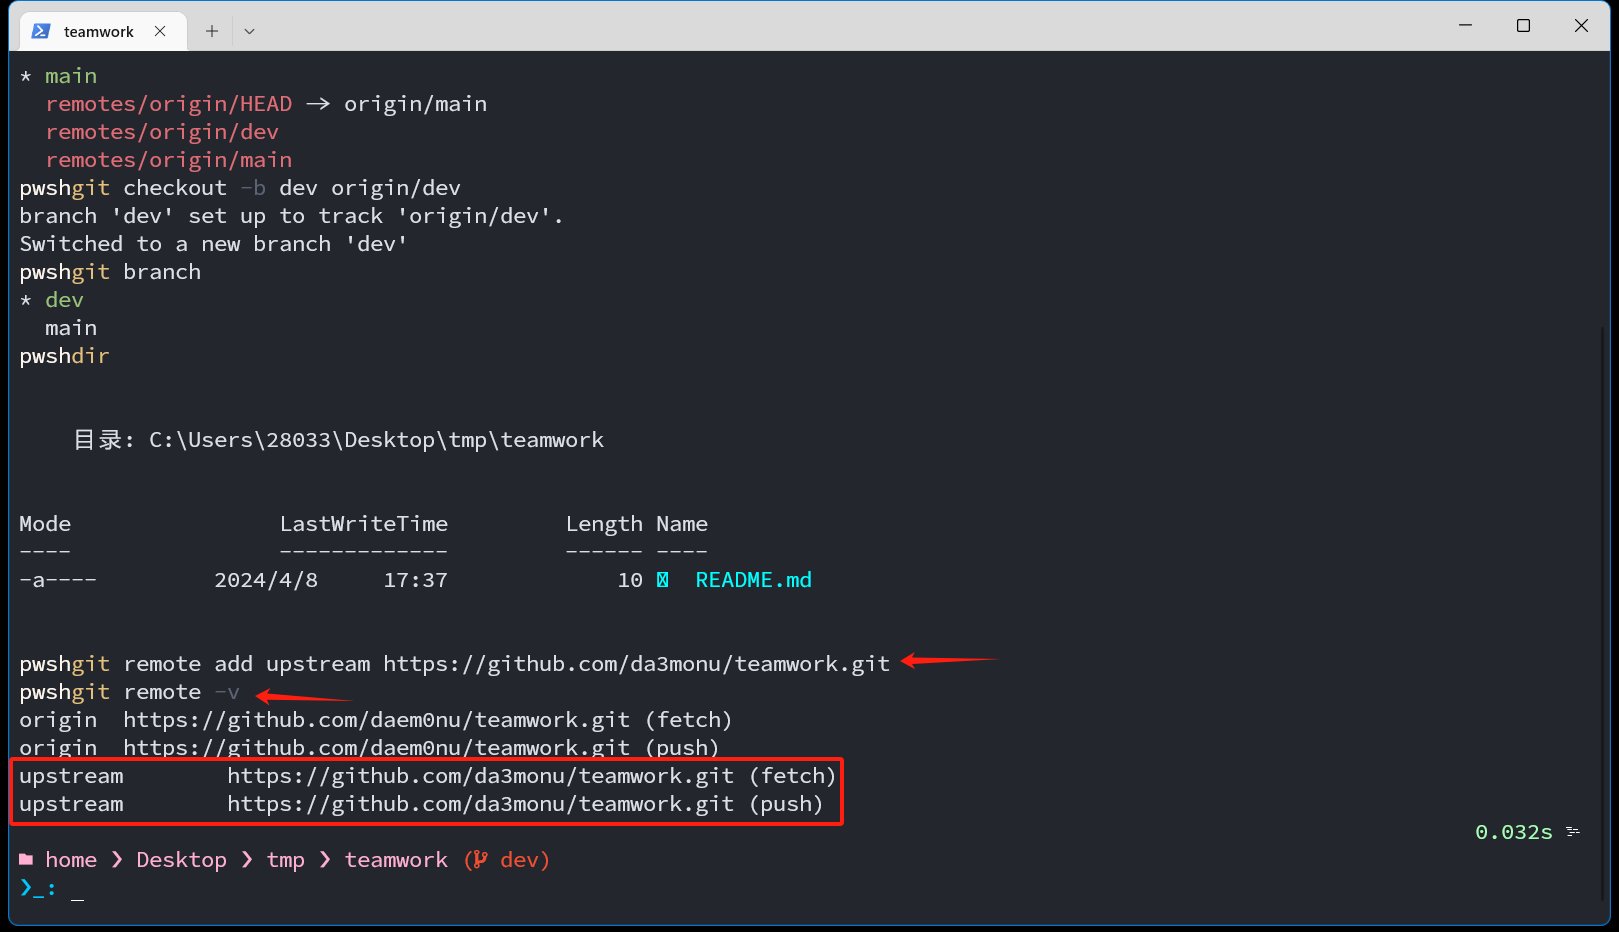 teamwork
* main
remotes/origin/HEAD -> origin/main
remotes/origin/dev
remotes/origin/main
pwshgit checkout -b dev origin/dev
branch 'dev' set up to track 'origin/dev'.
Switched to a new branch 'dev'
pwshgit branch
* dev
main
pwshdir
目录: C:\Users\28033\Desktop\tmp\teamwork
Mode LastWriteTime Length Name
---- ------------- ------ ----
-a---- 2024/4/8 17:37 10 README.md
pwshgit remote add upstream https://github.com/da3monu/teamwork.git
pwshgit remote -v
origin https://github.com/daem0nu/teamwork.git (fetch)
origin https://github.com/daem0nu/teamwork.git (push)
upstream https://github.com/da3monu/teamwork.git (fetch)
upstream https://github.com/da3monu/teamwork.git (push)
0.032s
home ❯ Desktop ❯ tmp ❯ teamwork ( dev)
❯_: _